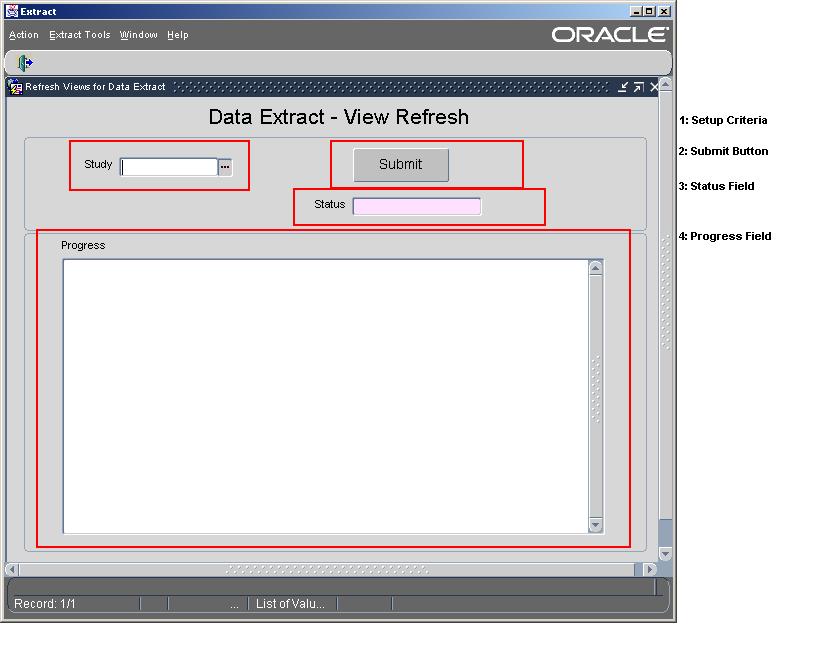 Extract
Action Extract Tools Window Help
ORACLE
Refresh Views for Data Extract
Data Extract - View Refresh
1: Setup Criteria
Study ... Submit
2: Submit Button
3: Status Field
Status
4: Progress Field
Progress
Record: 1/1 ... List of Valu...